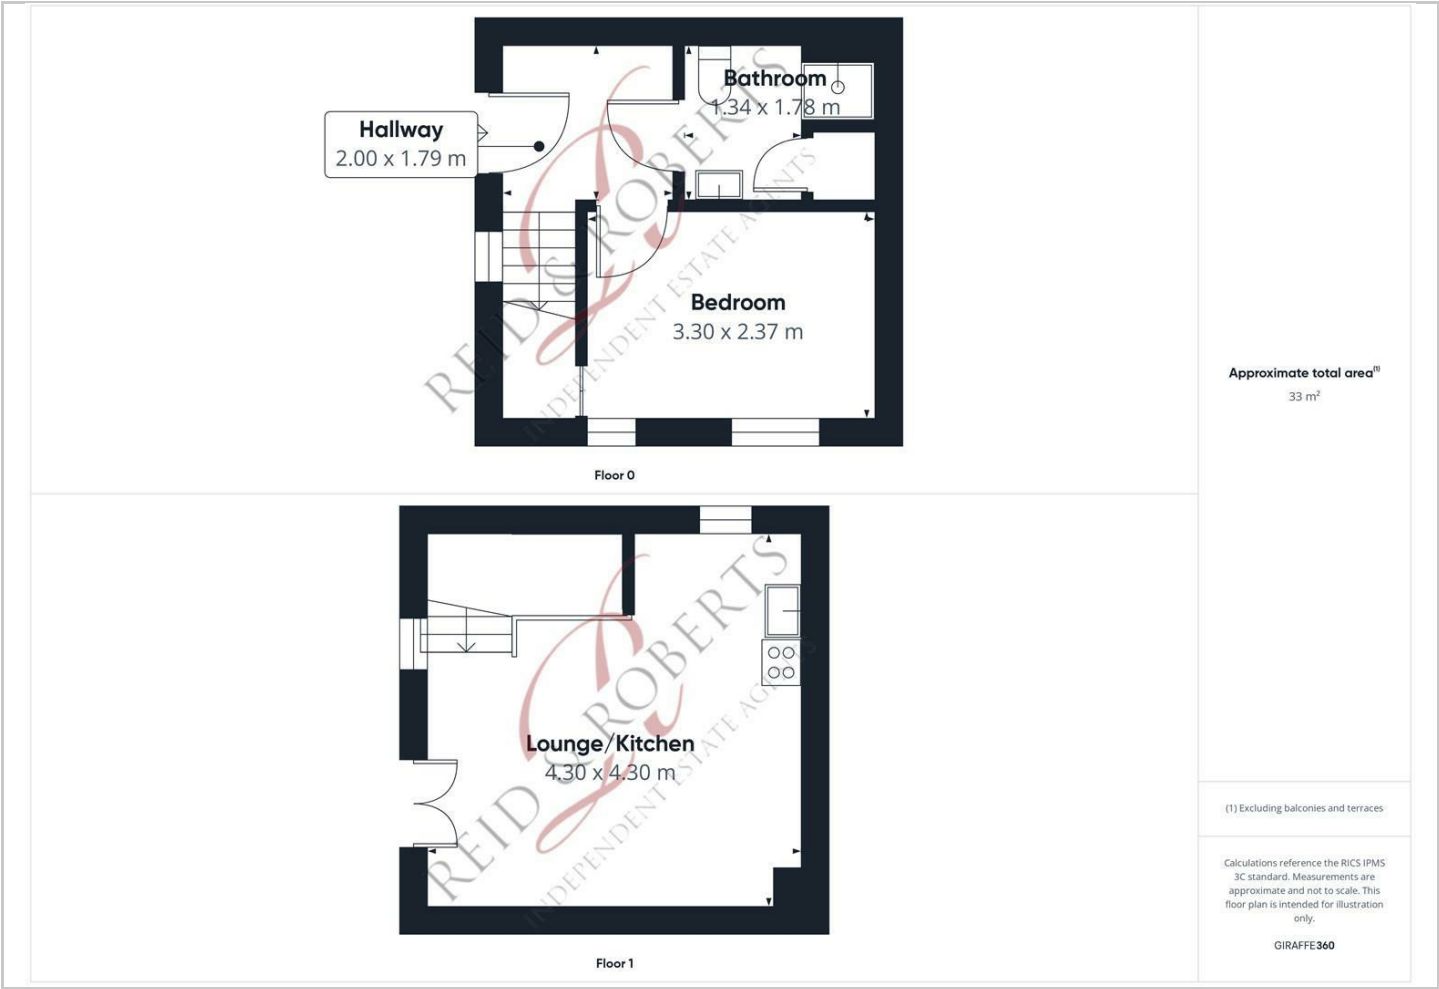 Bathroom
1.34 x 1.78 m
Hallway
2.00 x 1.79 m
Bedroom
3.30 x 2.37 m
REID & ROBERTS
INDEPENDENT ESTATE AGENTS
Floor 0
Lounge/Kitchen
4.30 x 4.30 m
REID & ROBERTS
INDEPENDENT ESTATE AGENTS
Floor 1
Approximate total area(1)
33 m²
(1) Excluding balconies and terraces
Calculations reference the RICS IPMS
3C standard. Measurements are
approximate and not to scale. This
floor plan is intended for illustration
only.
GIRAFFE360